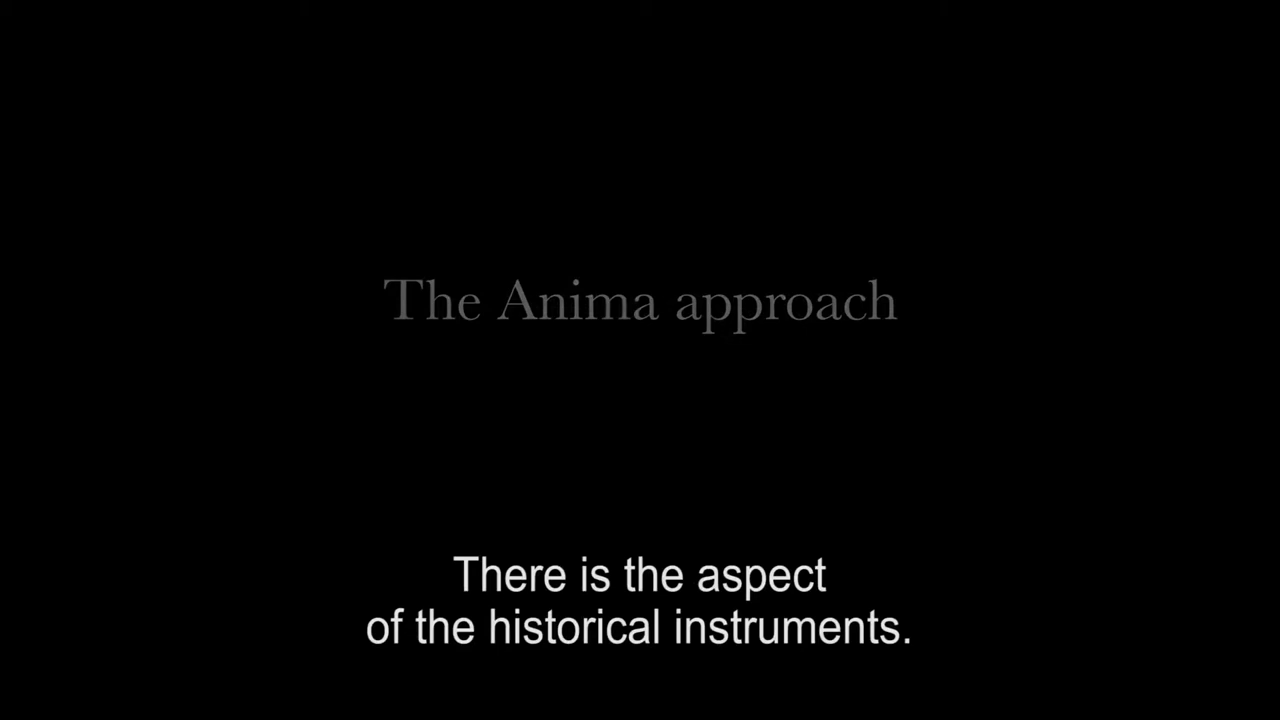 The Anima approach
There is the aspect
of the historical instruments.